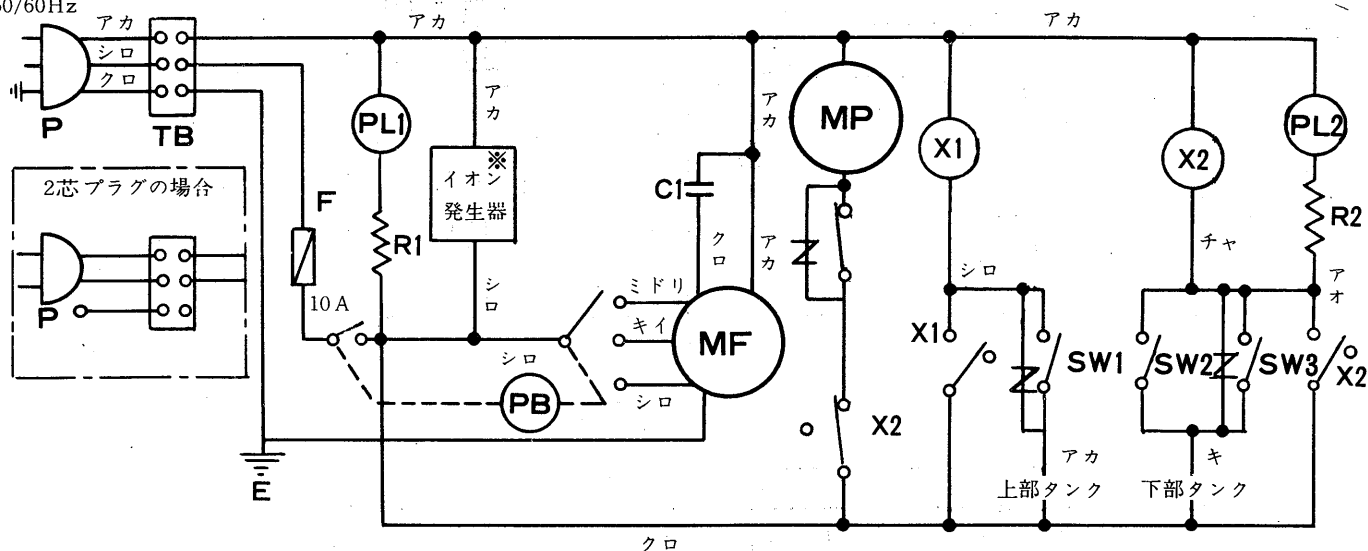 50/60Hz
アカ
シロ
クロ
P
TB
アカ
アカ
2芯プラグの場合
P
F
10A
PL1
R1
アカ
※
イオン
発生器
シロ
シロ
PB
C1
クロ
アカ
アカ
ミドリ
キイ
シロ
MF
MP
X2
X1
シロ
X1
SW1
アカ
上部タンク
X2
チャ
SW2
SW3
キ
下部タンク
PL2
R2
アオ
X2
E
クロ